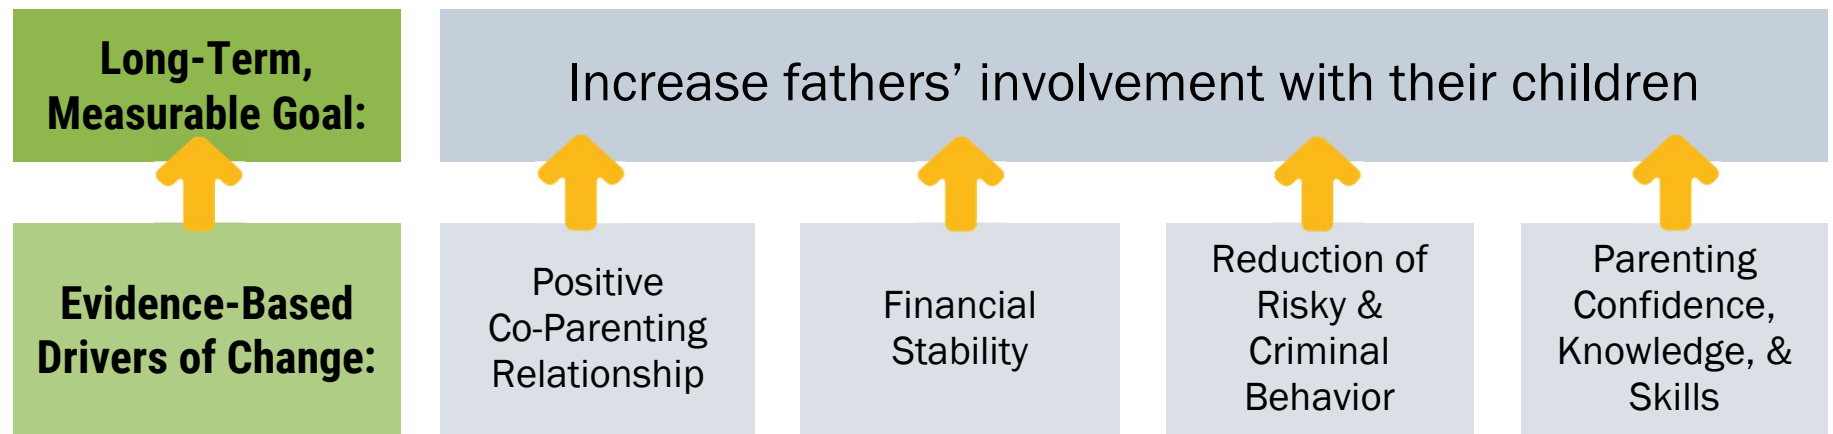 Long-Term,
Measurable Goal:
Increase fathers’ involvement with their children
Evidence-Based
Drivers of Change:
Positive
Co-Parenting
Relationship
Financial
Stability
Reduction of
Risky &
Criminal
Behavior
Parenting
Confidence,
Knowledge, &
Skills